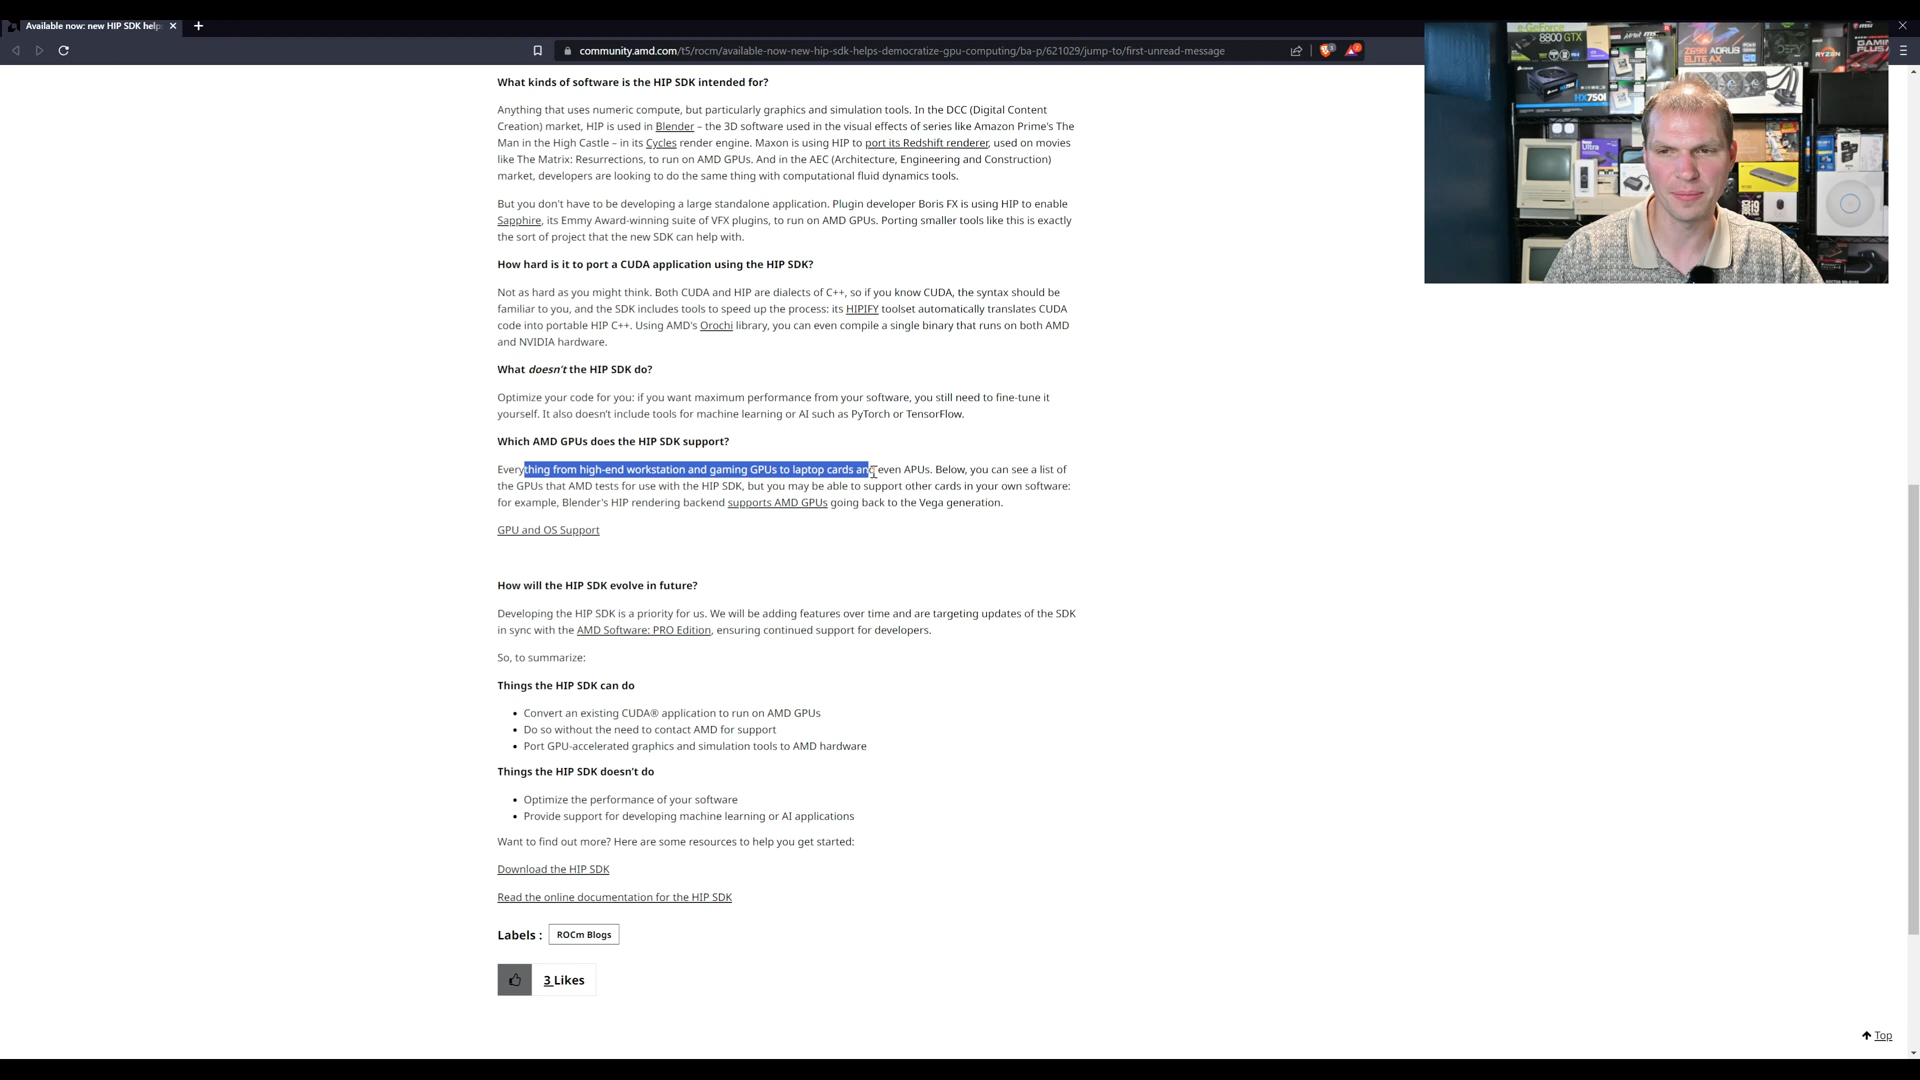 Available now: new HIP SDK help
community.amd.com/t5/rocm/available-now-new-hip-sdk-helps-democratize-gpu-computing/ba-p/621029/jump-to/first-unread-message
What kinds of software is the HIP SDK intended for?
Anything that uses numeric compute, but particularly graphics and simulation tools. In the DCC (Digital Content
Creation) market, HIP is used in Blender – the 3D software used in the visual effects of series like Amazon Prime's The
Man in the High Castle – in its Cycles render engine. Maxon is using HIP to port its Redshift renderer, used on movies
like The Matrix: Resurrections, to run on AMD GPUs. And in the AEC (Architecture, Engineering and Construction)
market, developers are looking to do the same thing with computational fluid dynamics tools.
But you don't have to be developing a large standalone application. Plugin developer Boris FX is using HIP to enable
Sapphire, its Emmy Award-winning suite of VFX plugins, to run on AMD GPUs. Porting smaller tools like this is exactly
the sort of project that the new SDK can help with.
How hard is it to port a CUDA application using the HIP SDK?
Not as hard as you might think. Both CUDA and HIP are dialects of C++, so if you know CUDA, the syntax should be
familiar to you, and the SDK includes tools to speed up the process: its HIPIFY toolset automatically translates CUDA
code into portable HIP C++. Using AMD's Orochi library, you can even compile a single binary that runs on both AMD
and NVIDIA hardware.
What doesn't the HIP SDK do?
Optimize your code for you: if you want maximum performance from your software, you still need to fine-tune it
yourself. It also doesn’t include tools for machine learning or AI such as PyTorch or TensorFlow.
Which AMD GPUs does the HIP SDK support?
Everything from high-end workstation and gaming GPUs to laptop cards and even APUs. Below, you can see a list of
the GPUs that AMD tests for use with the HIP SDK, but you may be able to support other cards in your own software:
for example, Blender's HIP rendering backend supports AMD GPUs going back to the Vega generation.
GPU and OS Support
How will the HIP SDK evolve in future?
Developing the HIP SDK is a priority for us. We will be adding features over time and are targeting updates of the SDK
in sync with the AMD Software: PRO Edition, ensuring continued support for developers.
So, to summarize:
Things the HIP SDK can do
• Convert an existing CUDA® application to run on AMD GPUs
• Do so without the need to contact AMD for support
• Port GPU-accelerated graphics and simulation tools to AMD hardware
Things the HIP SDK doesn’t do
• Optimize the performance of your software
• Provide support for developing machine learning or AI applications
Want to find out more? Here are some resources to help you get started:
Download the HIP SDK
Read the online documentation for the HIP SDK
Labels : ROCm Blogs
3 Likes
Top
GeForce
8800 GTX
HX750i
Z690 AORUS
ELITE AX
RYZEN
GAMING
PLUS
Ultra
i9